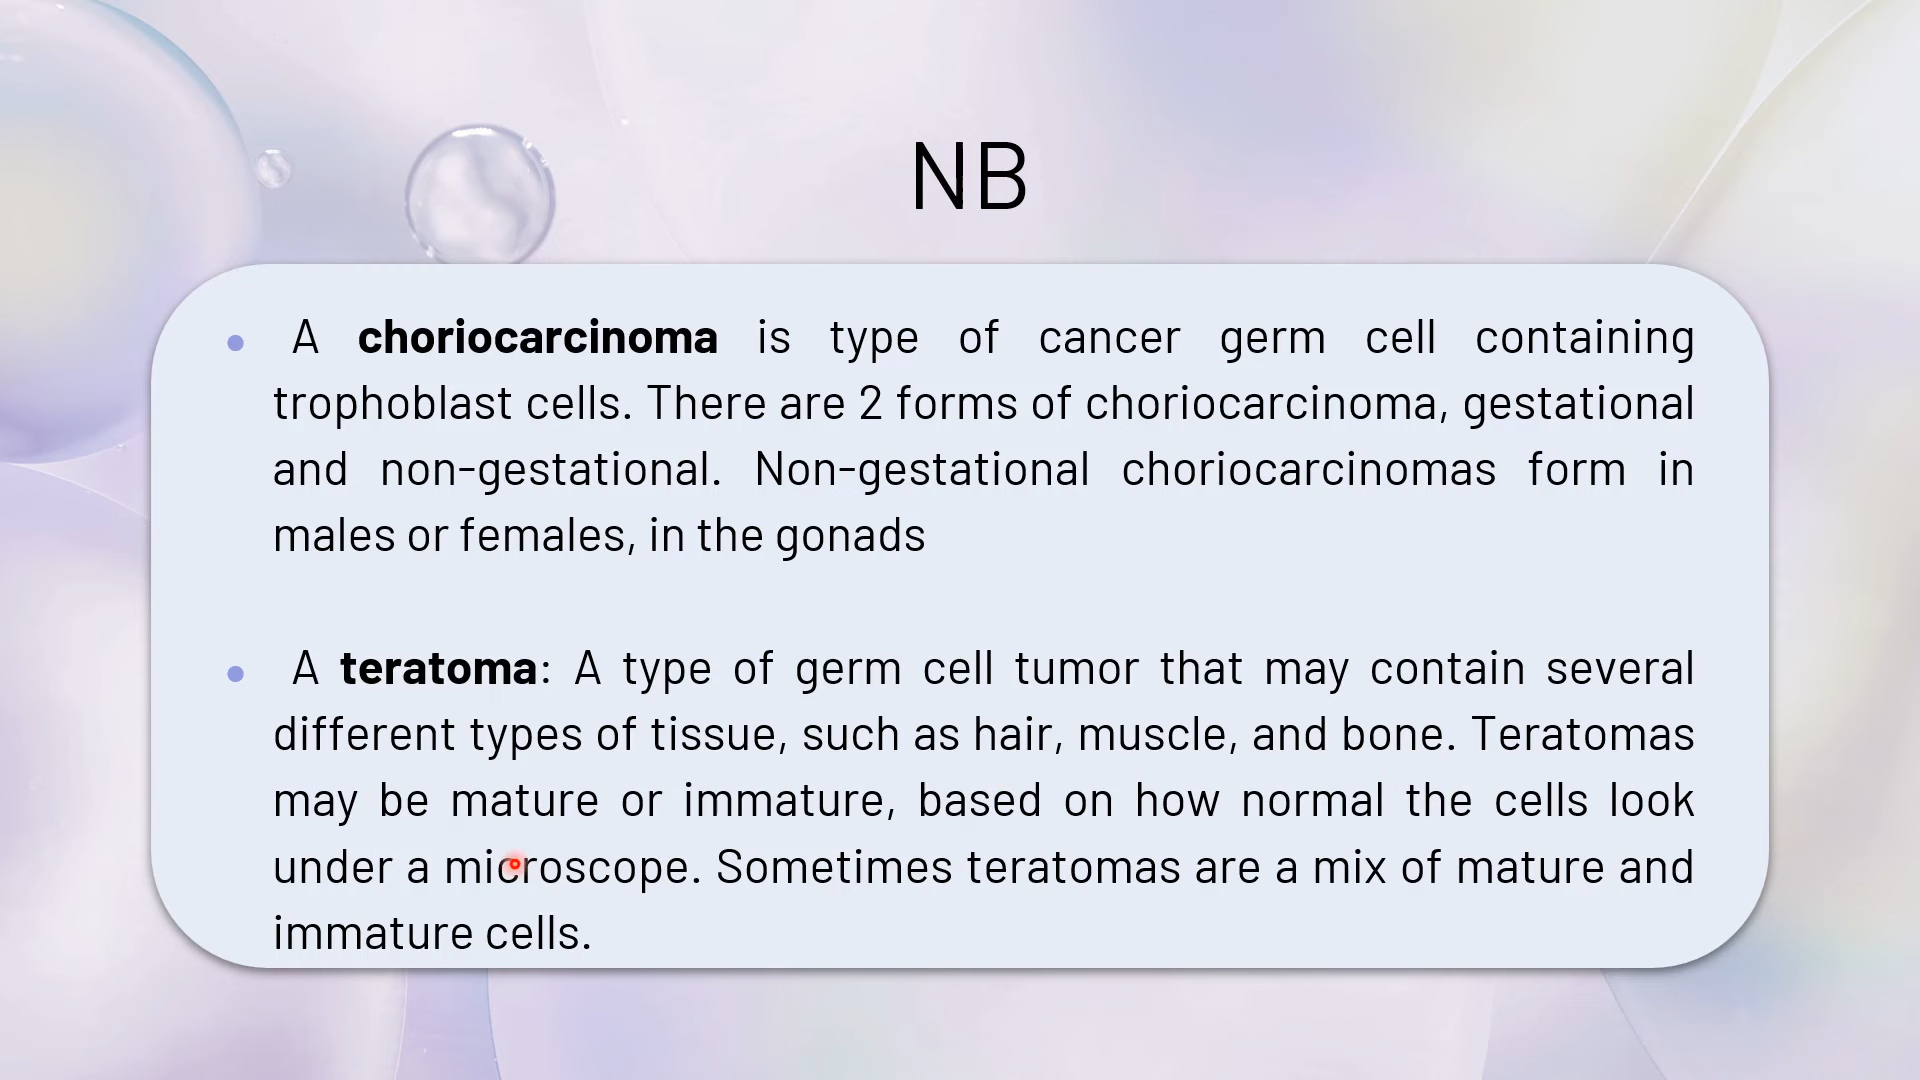 NB
• A choriocarcinoma is type of cancer germ cell containing
trophoblast cells. There are 2 forms of choriocarcinoma, gestational
and non-gestational. Non-gestational choriocarcinomas form in
males or females, in the gonads
• A teratoma: A type of germ cell tumor that may contain several
different types of tissue, such as hair, muscle, and bone. Teratomas
may be mature or immature, based on how normal the cells look
under a microscope. Sometimes teratomas are a mix of mature and
immature cells.